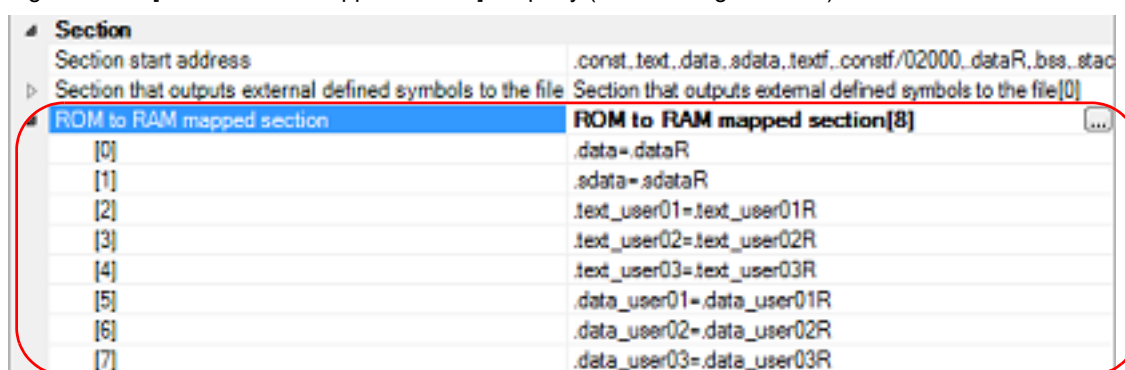 Section
Section start address .const,.text,.data,.sdata,.textf,.constf/02000,.dataR,.bss,.stac
Section that outputs external defined symbols to the file Section that outputs external defined symbols to the file[0]
ROM to RAM mapped section ROM to RAM mapped section[8] ...
[0] .data=.dataR
[1] .sdata=.sdataR
[2] .text_user01=.text_user01R
[3] .text_user02=.text_user02R
[4] .text_user03=.text_user03R
[5] .data_user01=.data_user01R
[6] .data_user02=.data_user02R
[7] .data_user03=.data_user03R